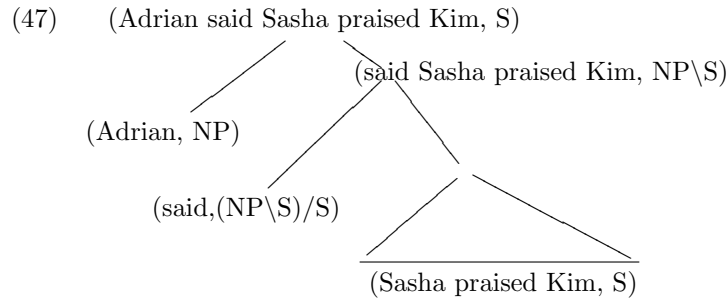 (47) (Adrian said Sasha praised Kim, S)
(said Sasha praised Kim, NP\S)
(Adrian, NP)
(said,(NP\S)/S)
(Sasha praised Kim, S)